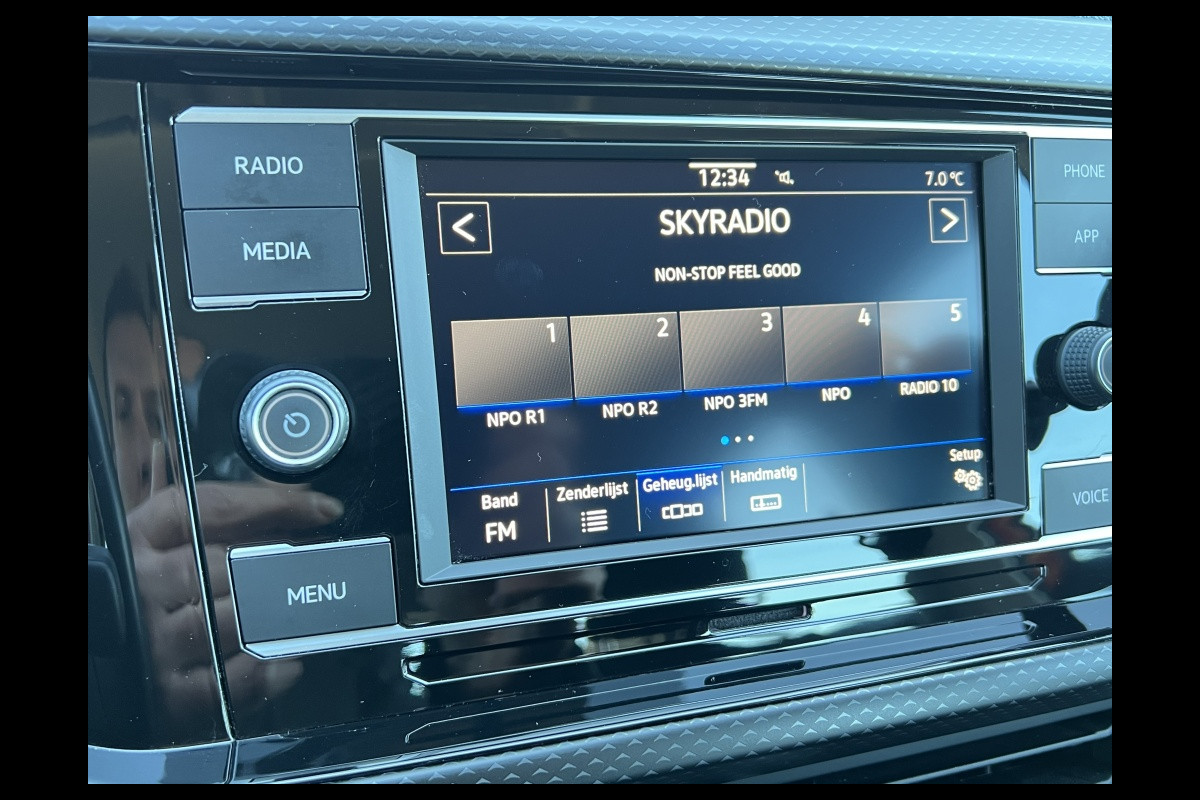 RADIO
MEDIA
MENU
12:34
7.0°C
<
SKYRADIO
>
NON-STOP FEEL GOOD
1 2 3 4 5
NPO R1 NPO R2 NPO 3FM NPO RADIO 10
Band
FM
Zenderlijst
Geheug.lijst
Handmatig
Setup
PHONE
APP
VOICE